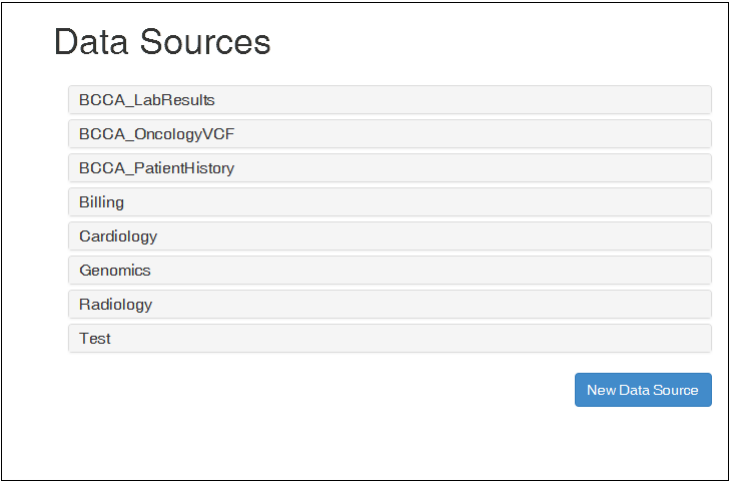 Data Sources
BCCA_LabResults
BCCA_OncologyVCF
BCCA_PatientHistory
Billing
Cardiology
Genomics
Radiology
Test
New Data Source